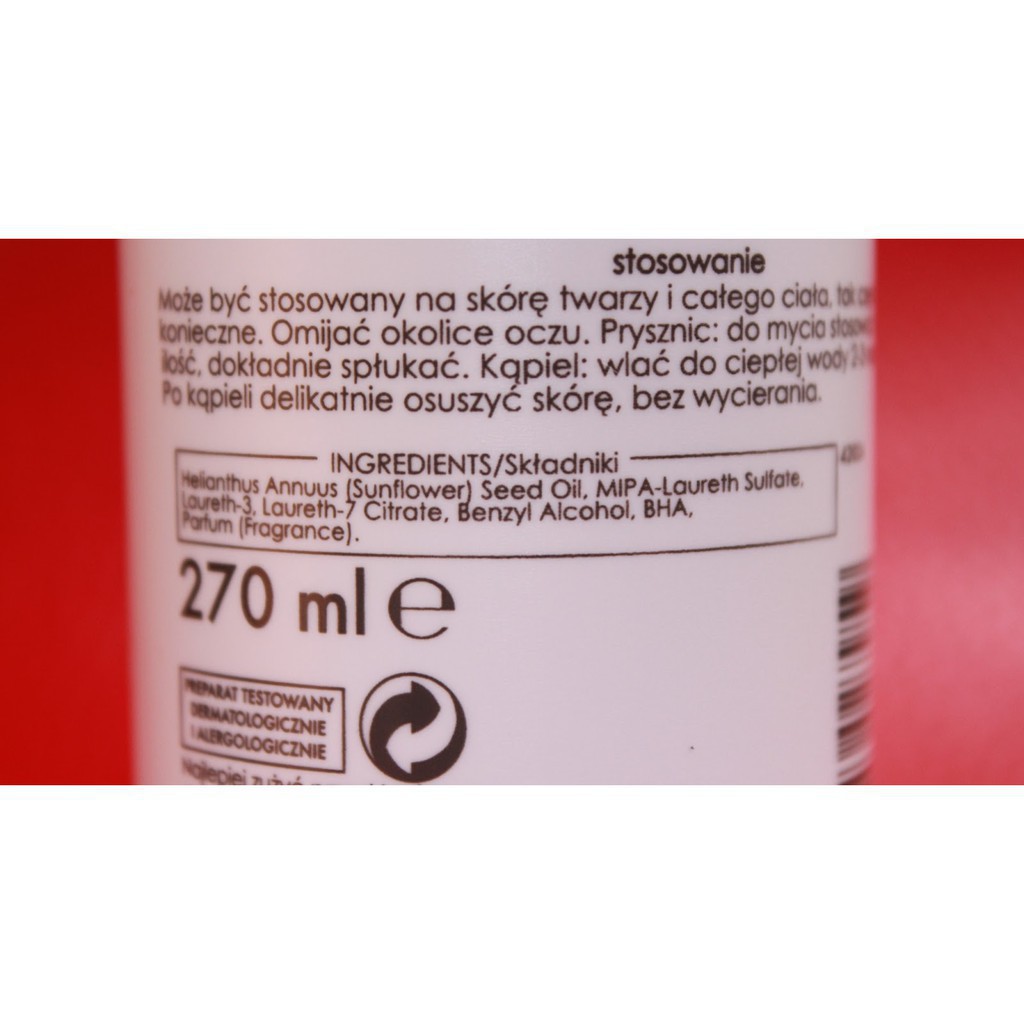 stosowanie
Może być stosowany na skórę twarzy i całego ciała, tak
konieczne. Omijać okolice oczu. Prysznic: do mycia
ilość, dokładnie spłukać. Kąpiel: wlać do ciepłej wody
Po kąpieli delikatnie osuszyć skórę, bez wycierania.
INGREDIENTS/Składniki
Helianthus Annuus (Sunflower) Seed Oil, MIPA-Laureth Sulfate,
Laureth-3, Laureth-7 Citrate, Benzyl Alcohol, BHA,
Parfum (Fragrance).
270 ml e
PREPARAT TESTOWANY
DERMATOLOGICZNIE
I ALERGOLOGICZNIE
Najlepiej zużyć